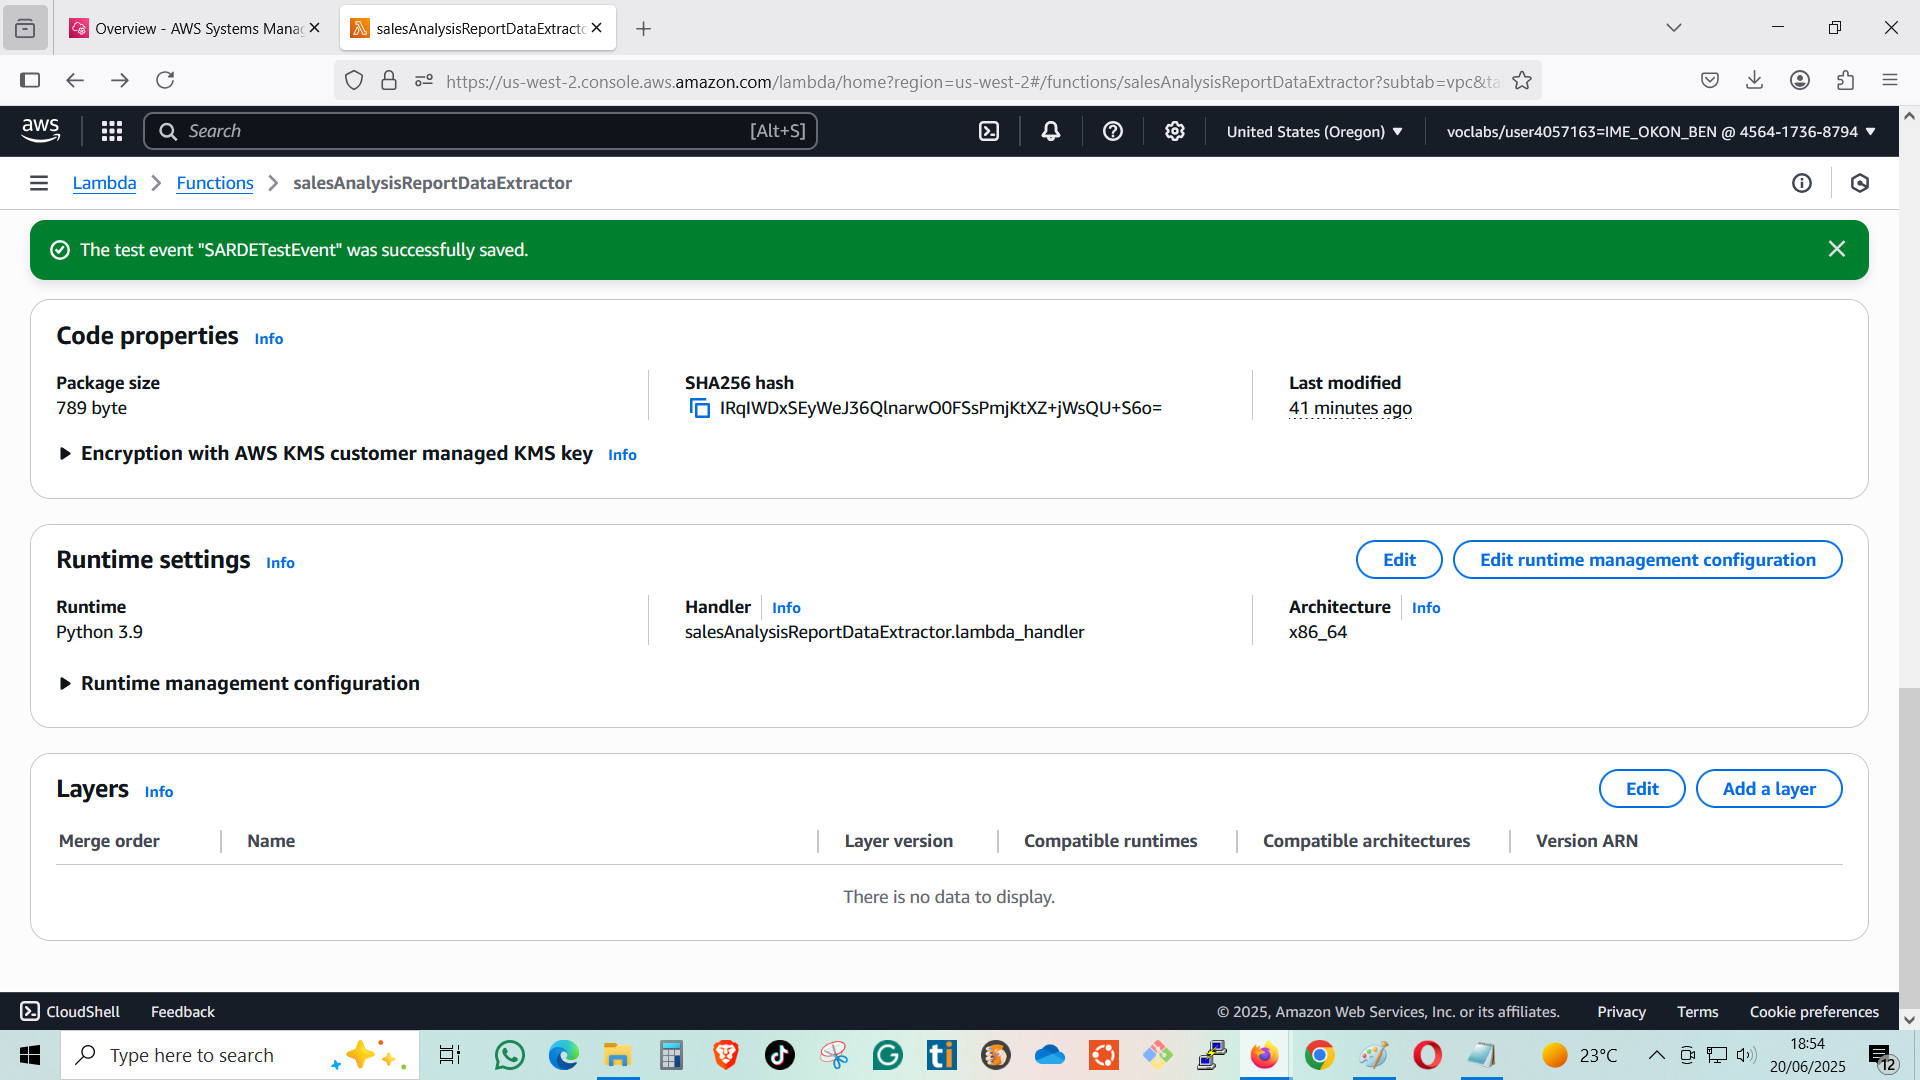 Overview - AWS Systems Manag
salesAnalysisReportDataExtracto
https://us-west-2.console.aws.amazon.com/lambda/home?region=us-west-2#/functions/salesAnalysisReportDataExtractor?subtab=vpc&ta
aws
Search
[Alt+S]
United States (Oregon)
voclabs/user4057163=IME_OKON_BEN @ 4564-1736-8794
Lambda
Functions
salesAnalysisReportDataExtractor
The test event "SARDETestEvent" was successfully saved.
Code properties Info
Package size
789 byte
SHA256 hash
IRqIWDxSEyWeJ36QlnarwO0FSsPmjKtXZ+jWsQU+S6o=
Last modified
41 minutes ago
Encryption with AWS KMS customer managed KMS key Info
Runtime settings Info
Edit
Edit runtime management configuration
Runtime
Python 3.9
Handler Info
salesAnalysisReportDataExtractor.lambda_handler
Architecture Info
x86_64
Runtime management configuration
Layers Info
Edit
Add a layer
Merge order
Name
Layer version
Compatible runtimes
Compatible architectures
Version ARN
There is no data to display.
CloudShell
Feedback
© 2025, Amazon Web Services, Inc. or its affiliates.
Privacy
Terms
Cookie preferences
Type here to search
ti
23°C
18:54
20/06/2025
12